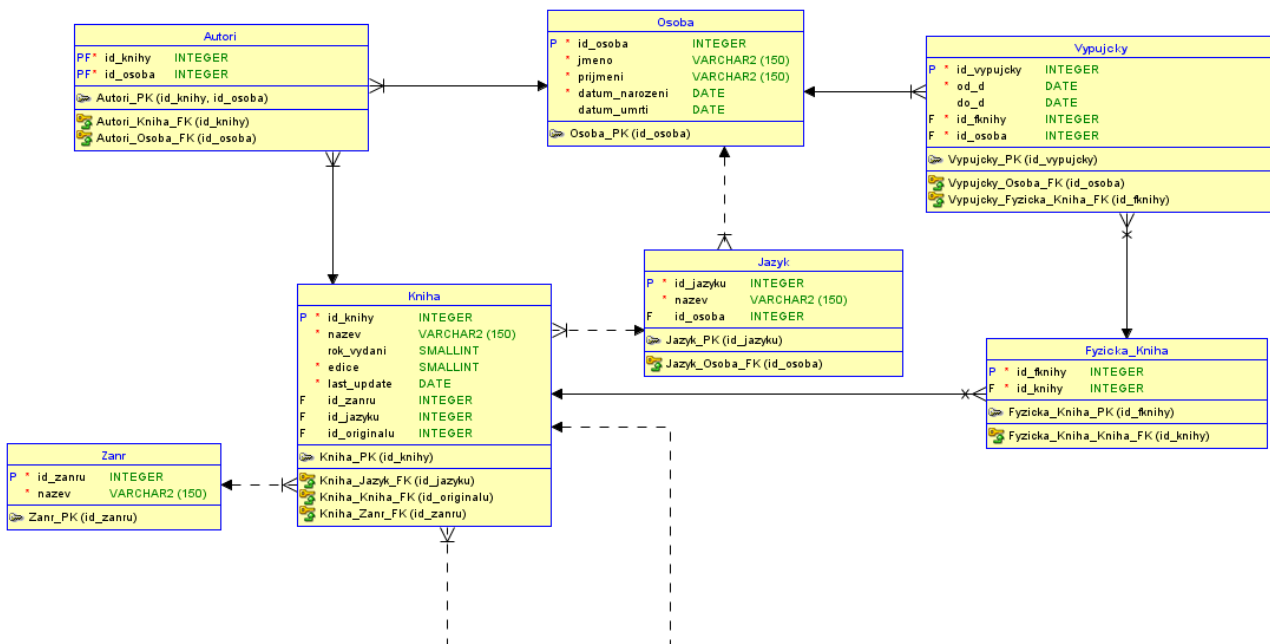 Autori
PF* id_knihy INTEGER
PF* id_osoba INTEGER
Autori_PK (id_knihy, id_osoba)
Autori_Kniha_FK (id_knihy)
Autori_Osoba_FK (id_osoba)
Osoba
P * id_osoba INTEGER
* jmeno VARCHAR2 (150)
* prijmeni VARCHAR2 (150)
* datum_narozeni DATE
datum_umrti DATE
Osoba_PK (id_osoba)
Vypujcky
P * id_vypujcky INTEGER
* od_d DATE
do_d DATE
F * id_fknihy INTEGER
F * id_osoba INTEGER
Vypujcky_PK (id_vypujcky)
Vypujcky_Osoba_FK (id_osoba)
Vypujcky_Fyzicka_Kniha_FK (id_fknihy)
Jazyk
P * id_jazyku INTEGER
* nazev VARCHAR2 (150)
F id_osoba INTEGER
Jazyk_PK (id_jazyku)
Jazyk_Osoba_FK (id_osoba)
Kniha
P * id_knihy INTEGER
* nazev VARCHAR2 (150)
rok_vydani SMALLINT
* edice SMALLINT
* last_update DATE
F id_zanru INTEGER
F id_jazyku INTEGER
F id_originalu INTEGER
Kniha_PK (id_knihy)
Kniha_Jazyk_FK (id_jazyku)
Kniha_Kniha_FK (id_originalu)
Kniha_Zanr_FK (id_zanru)
Fyzicka_Kniha
P * id_fknihy INTEGER
F * id_knihy INTEGER
Fyzicka_Kniha_PK (id_fknihy)
Fyzicka_Kniha_Kniha_FK (id_knihy)
Zanr
P * id_zanru INTEGER
* nazev VARCHAR2 (150)
Zanr_PK (id_zanru)